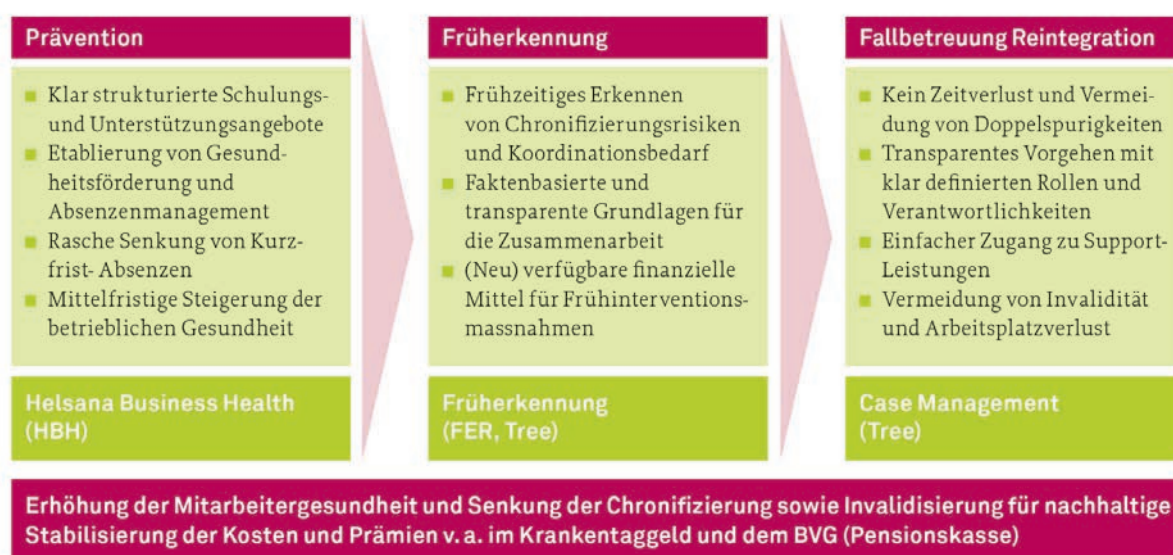 Prävention
Klar strukturierte Schulungs-
und Unterstützungsangebote
Etablierung von Gesund-
heitsförderung und
Absenzenmanagement
Rasche Senkung von Kurz-
frist- Absenzen
Mittelfristige Steigerung der
betrieblichen Gesundheit
Helsana Business Health
(HBH)
Früherkennung
Frühzeitiges Erkennen
von Chronifizierungsrisiken
und Koordinationsbedarf
Faktenbasierte und
transparente Grundlagen für
die Zusammenarbeit
(Neu) verfügbare finanzielle
Mittel für Frühinterventions-
massnahmen
Früherkennung
(FER, Tree)
Fallbetreuung Reintegration
Kein Zeitverlust und Vermei-
dung von Doppelspurigkeiten
Transparentes Vorgehen mit
klar definierten Rollen und
Verantwortlichkeiten
Einfacher Zugang zu Support-
Leistungen
Vermeidung von Invalidität
und Arbeitsplatzverlust
Case Management
(Tree)
Erhöhung der Mitarbeitergesundheit und Senkung der Chronifizierung sowie Invalidisierung für nachhaltige
Stabilisierung der Kosten und Prämien v. a. im Krankentaggeld und dem BVG (Pensionskasse)